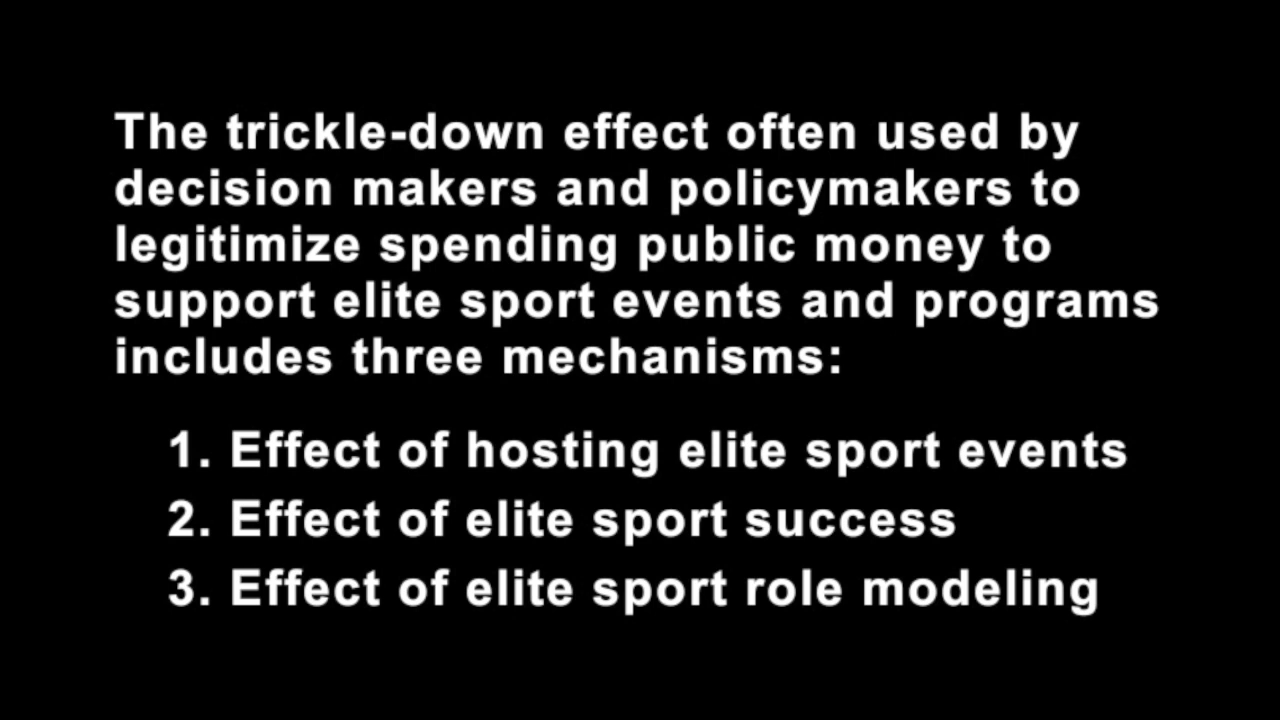 The trickle-down effect often used by
decision makers and policymakers to
legitimize spending public money to
support elite sport events and programs
includes three mechanisms:
1. Effect of hosting elite sport events
2. Effect of elite sport success
3. Effect of elite sport role modeling